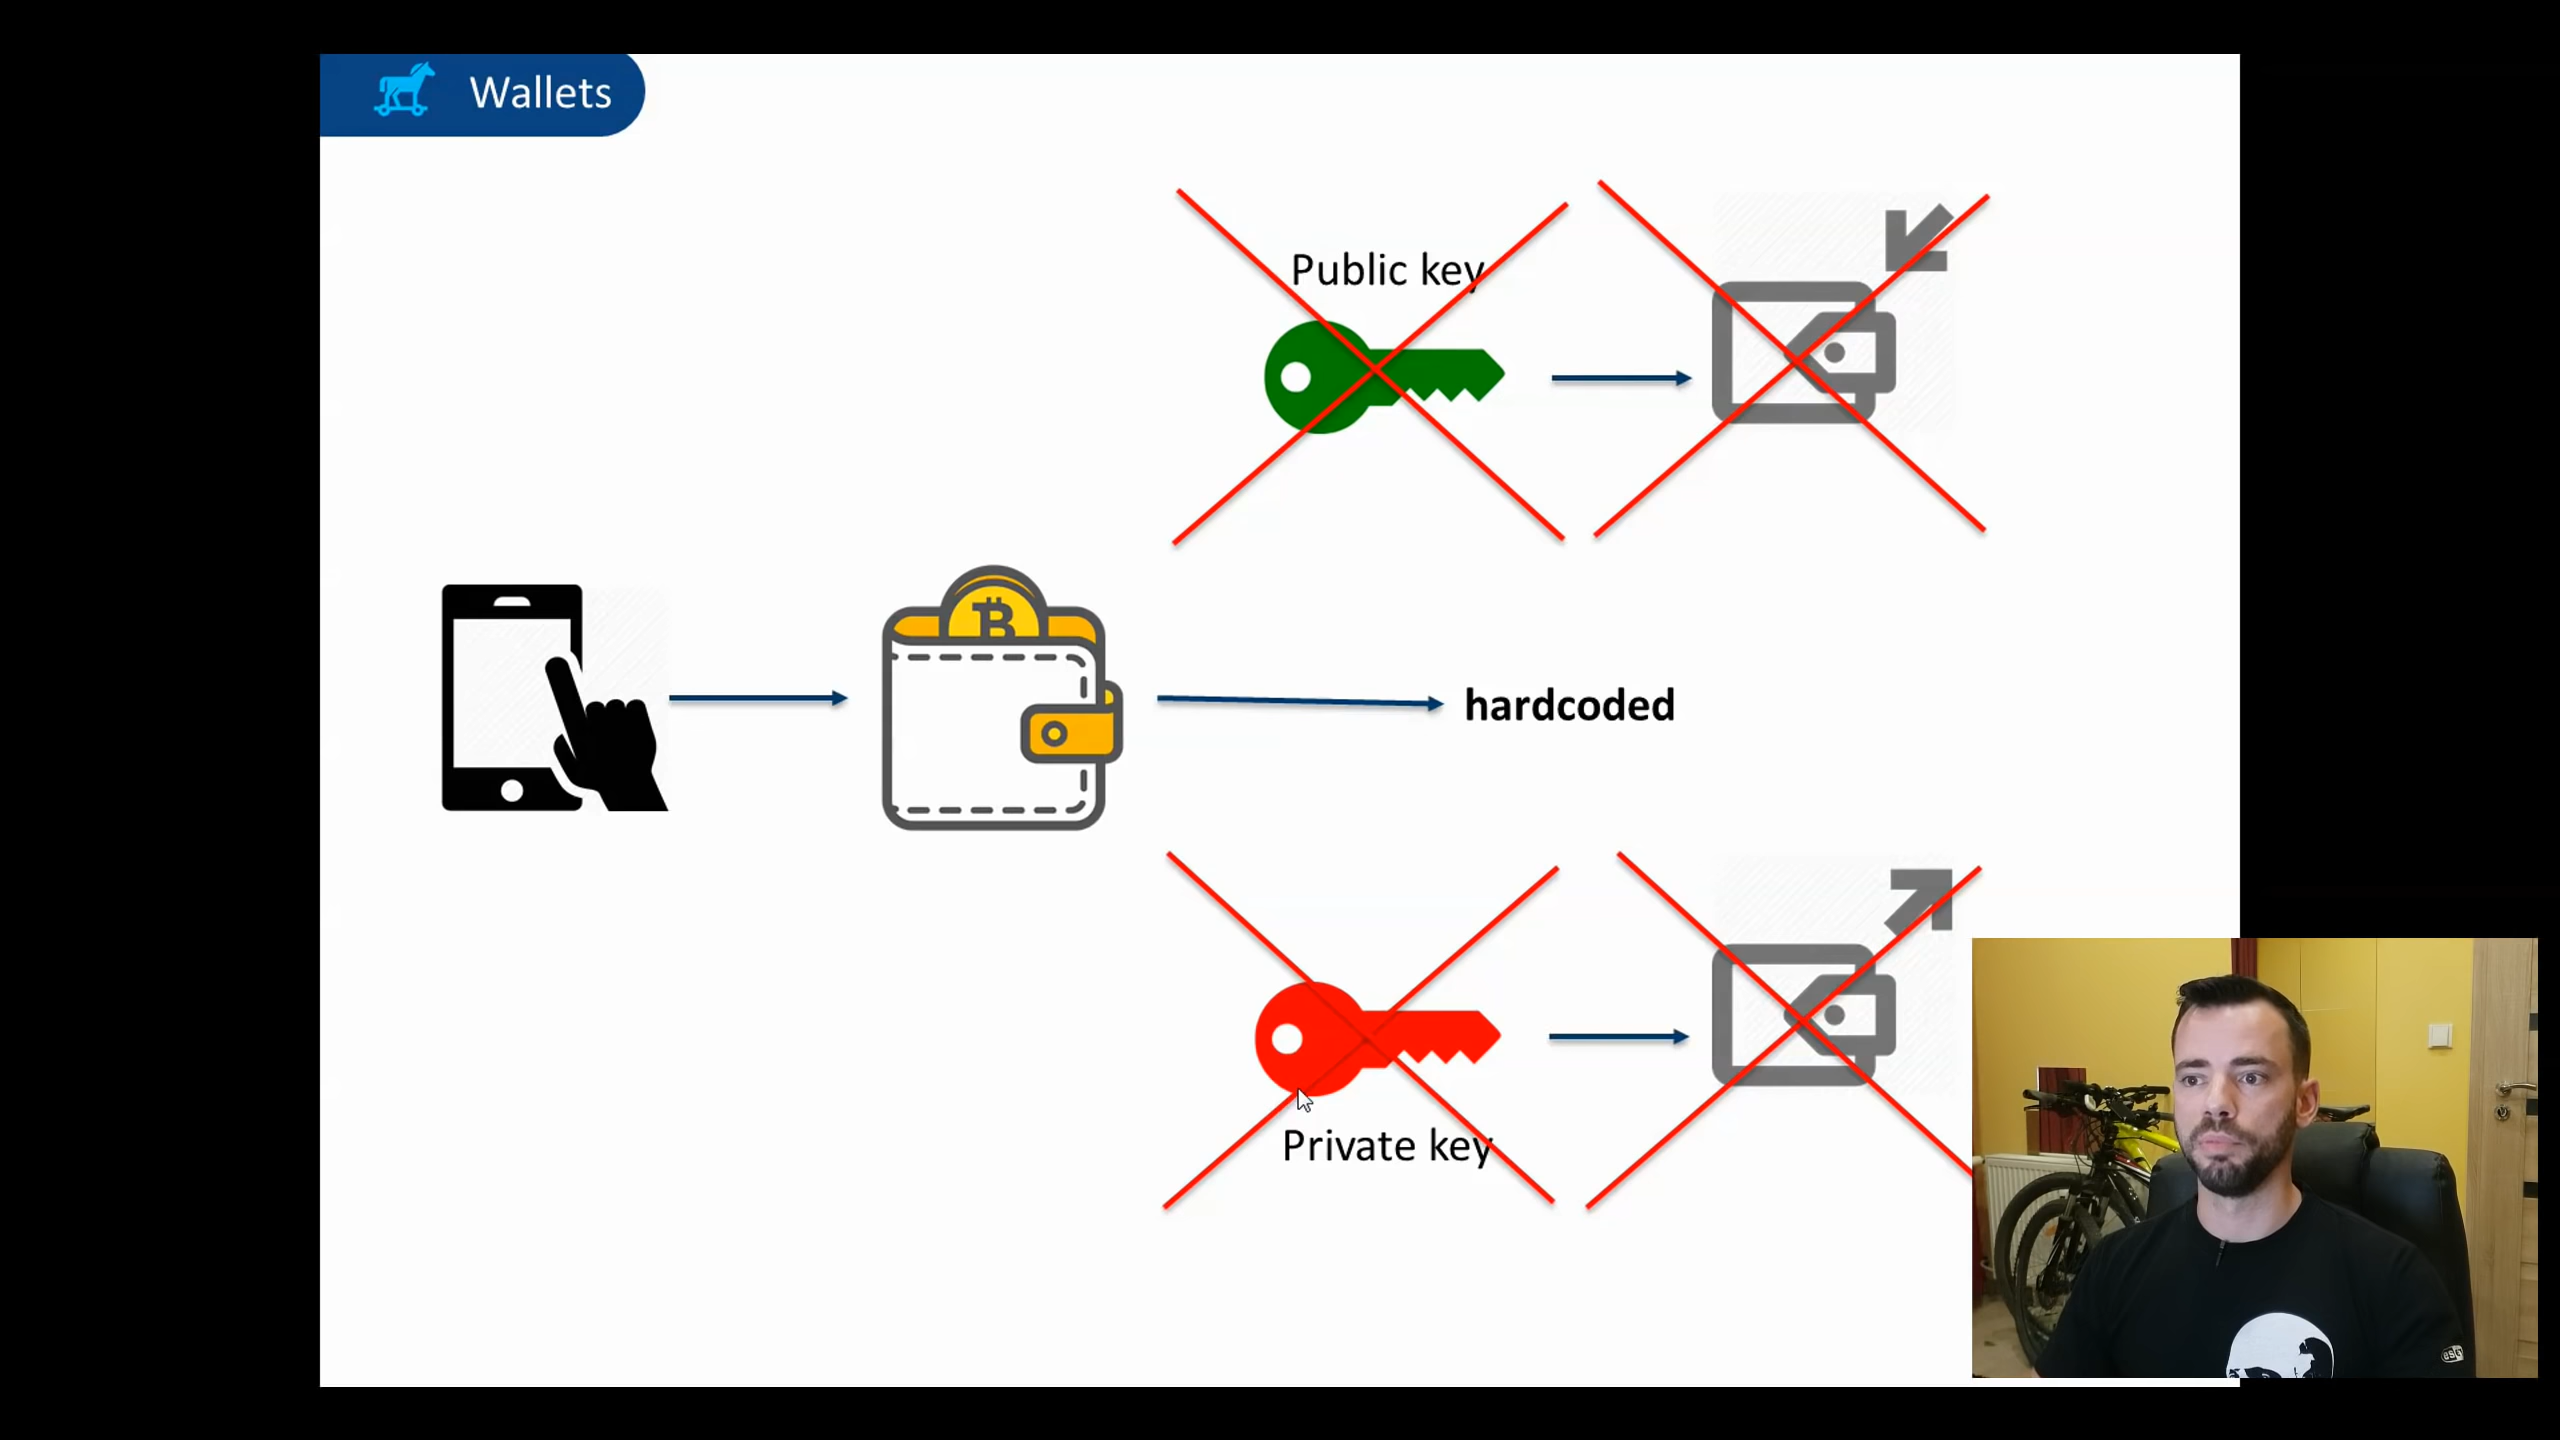 Wallets
Public key
hardcoded
Private key